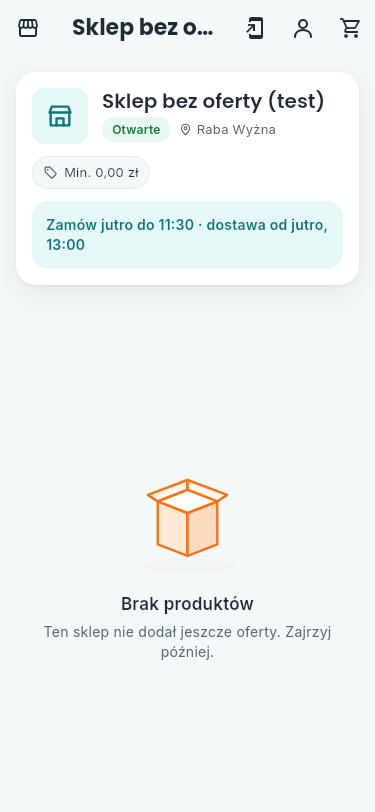 Sklep bez o...
Sklep bez oferty (test)
Otwarte
Raba Wyżna
Min. 0,00 zł
Zamów jutro do 11:30 · dostawa od jutro,
13:00
Brak produktów
Ten sklep nie dodał jeszcze oferty. Zajrzyj
później.